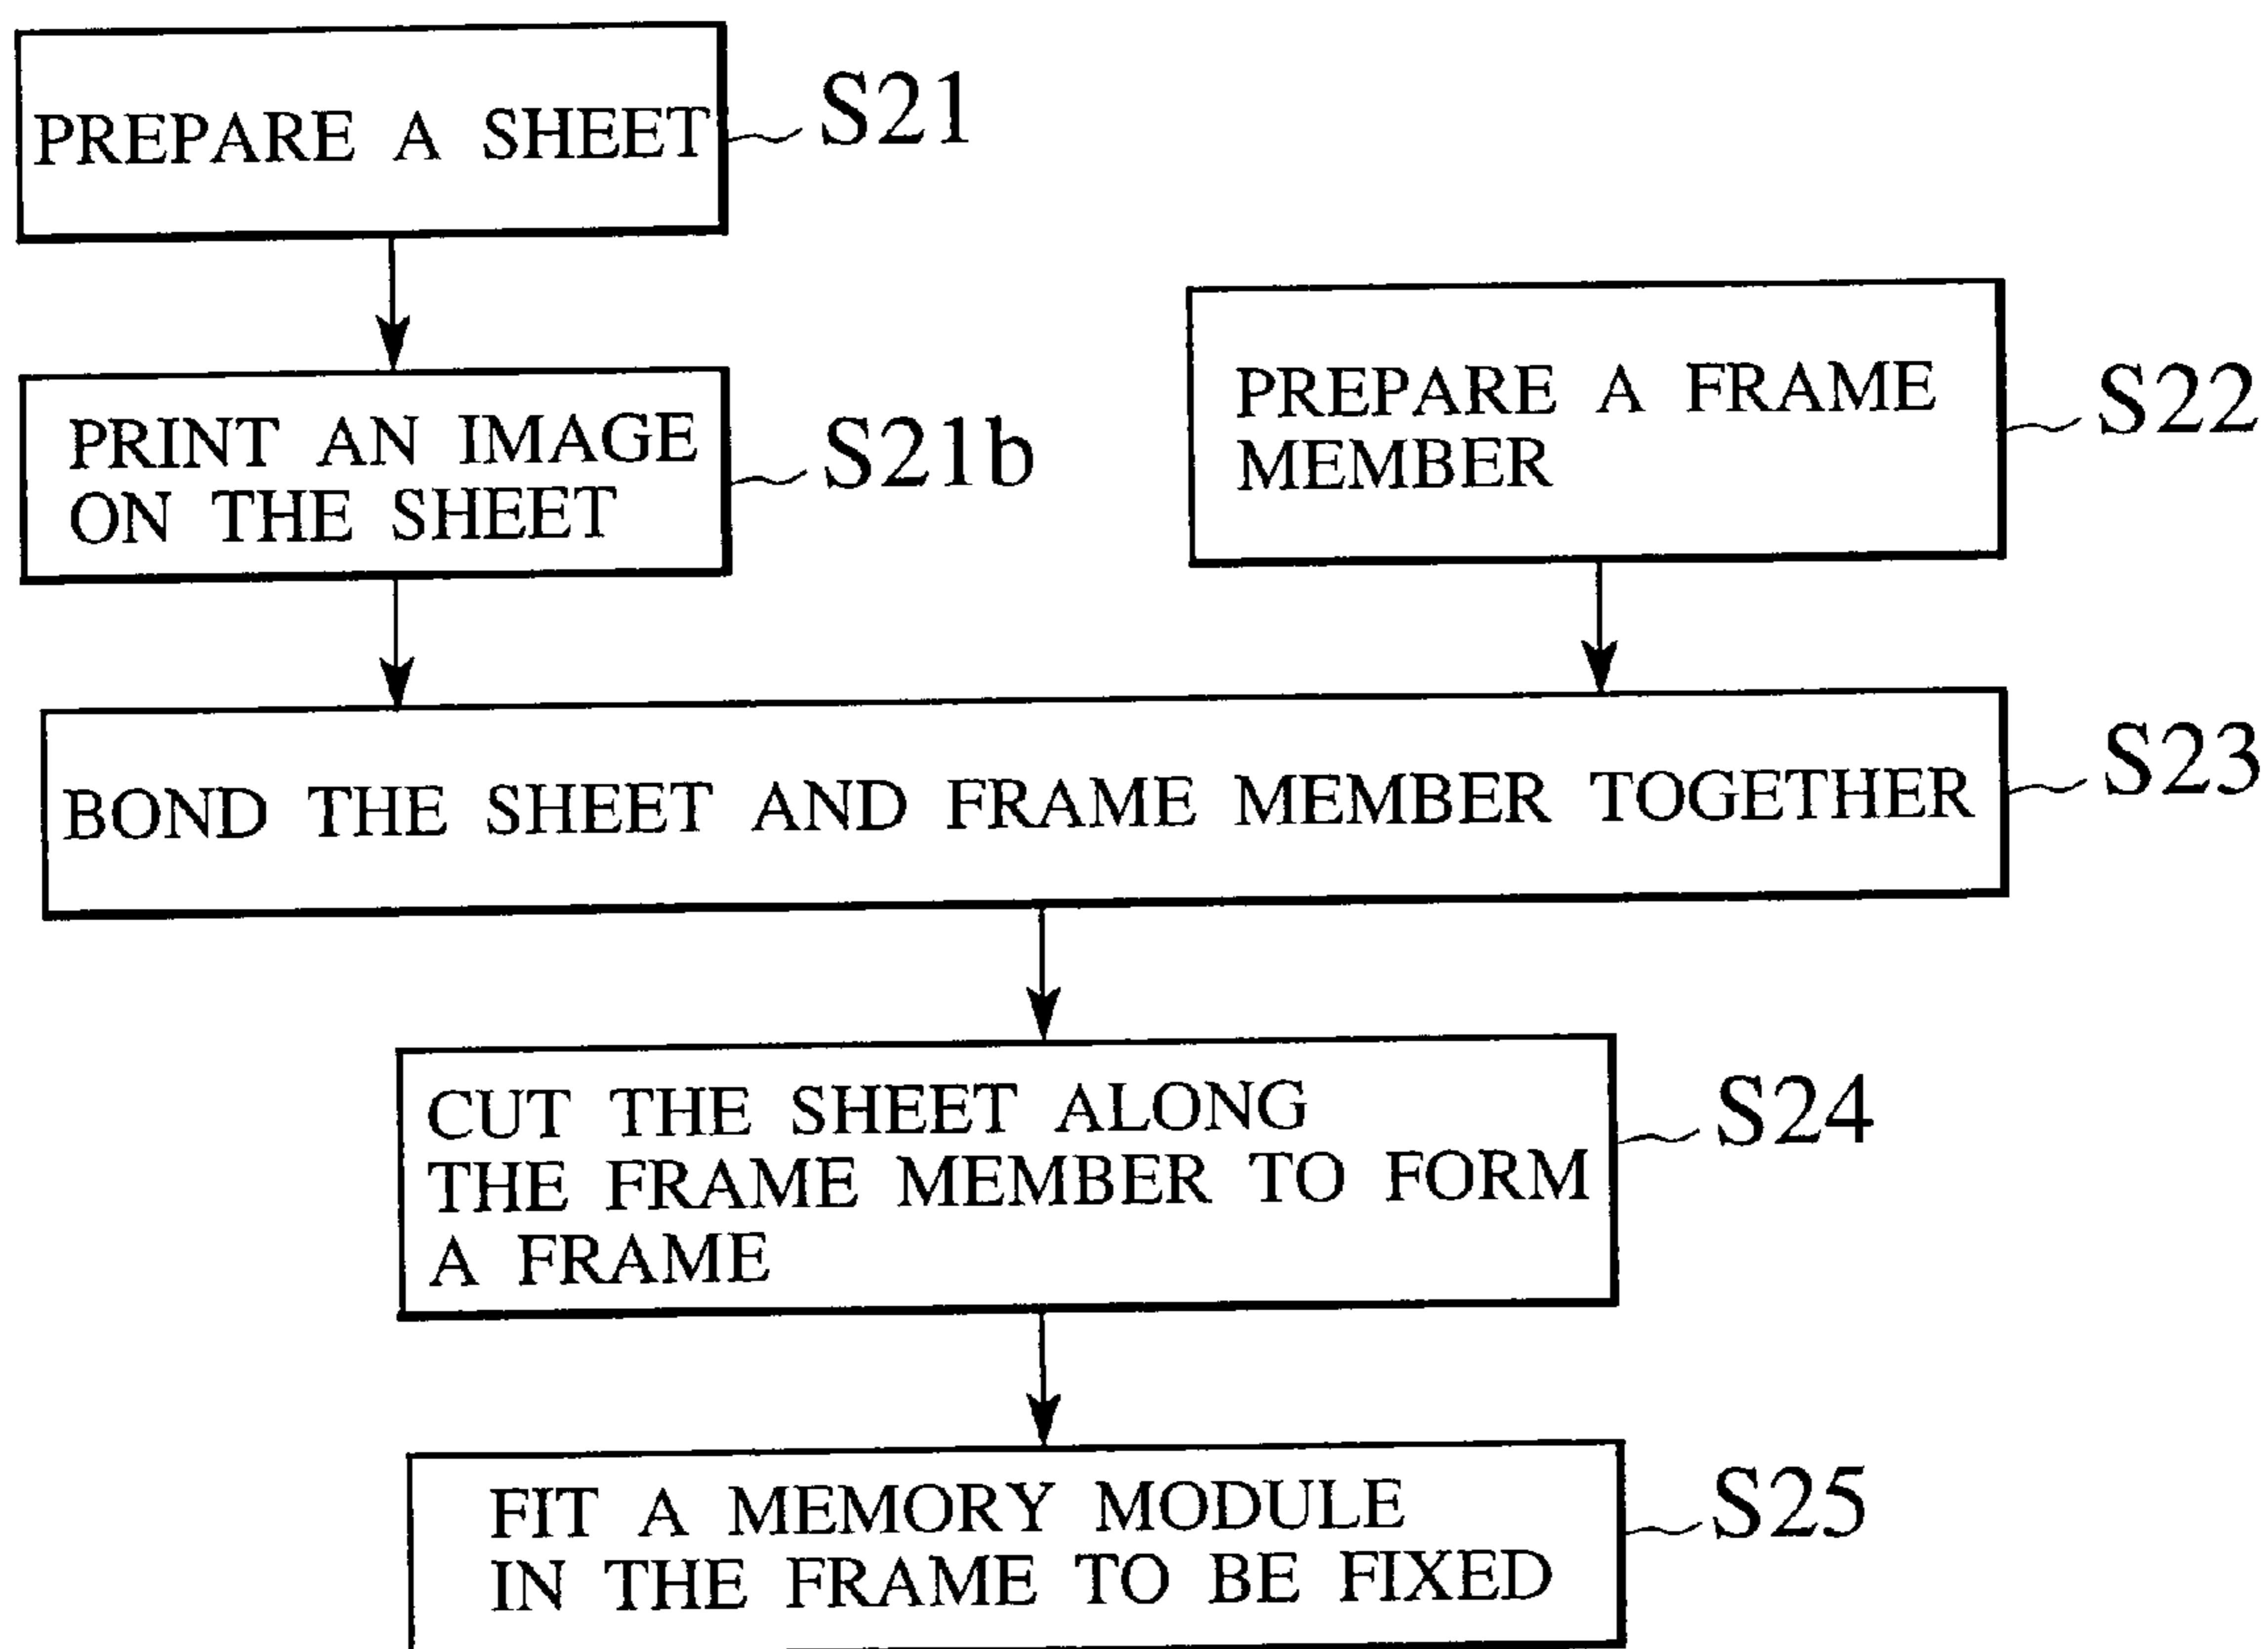 PREPARE A SHEET
S21
PRINT AN IMAGE
ON THE SHEET
S21b
PREPARE A FRAME
MEMBER
S22
BOND THE SHEET AND FRAME MEMBER TOGETHER
S23
CUT THE SHEET ALONG
THE FRAME MEMBER TO FORM
A FRAME
S24
FIT A MEMORY MODULE
IN THE FRAME TO BE FIXED
S25